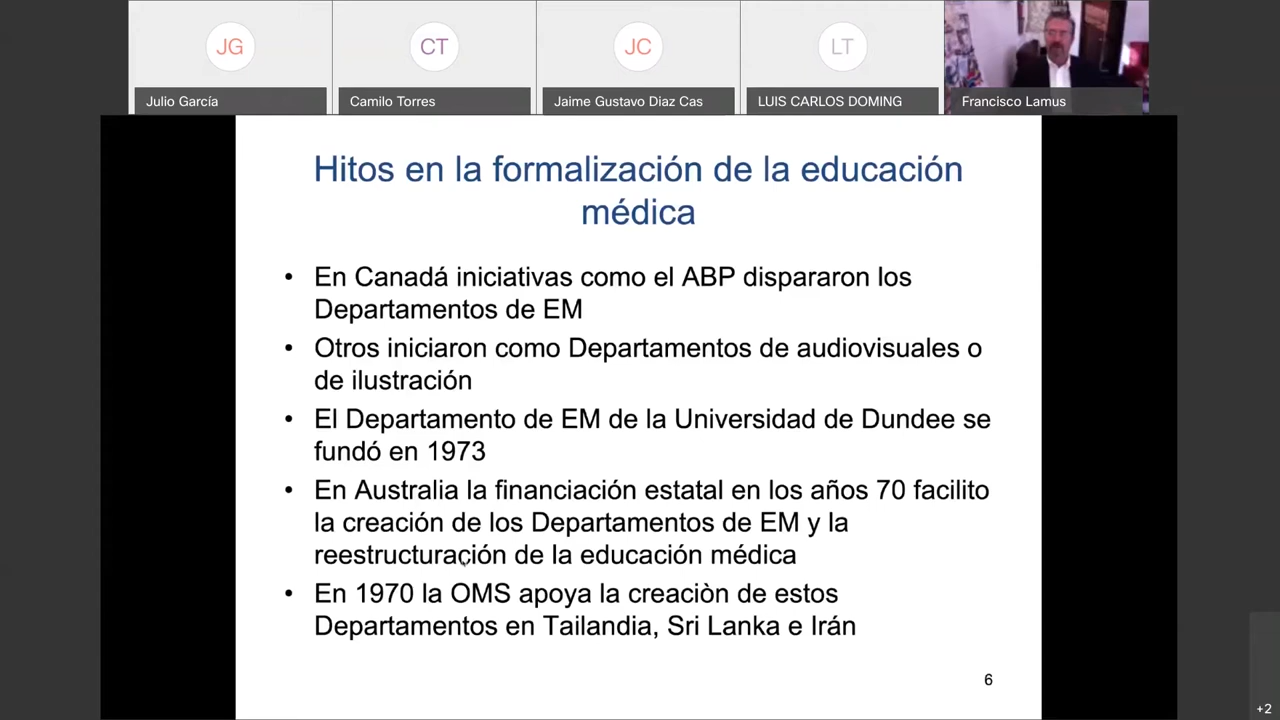 JG
CT
JC
LT
Julio García
Camilo Torres
Jaime Gustavo Diaz Cas
LUIS CARLOS DOMING
Francisco Lamus
Hitos en la formalización de la educación
médica
• En Canadá iniciativas como el ABP dispararon los
Departamentos de EM
• Otros iniciaron como Departamentos de audiovisuales o
de ilustración
• El Departamento de EM de la Universidad de Dundee se
fundó en 1973
• En Australia la financiación estatal en los años 70 facilito
la creación de los Departamentos de EM y la
reestructuración de la educación médica
• En 1970 la OMS apoya la creaciòn de estos
Departamentos en Tailandia, Sri Lanka e Irán
6
+2